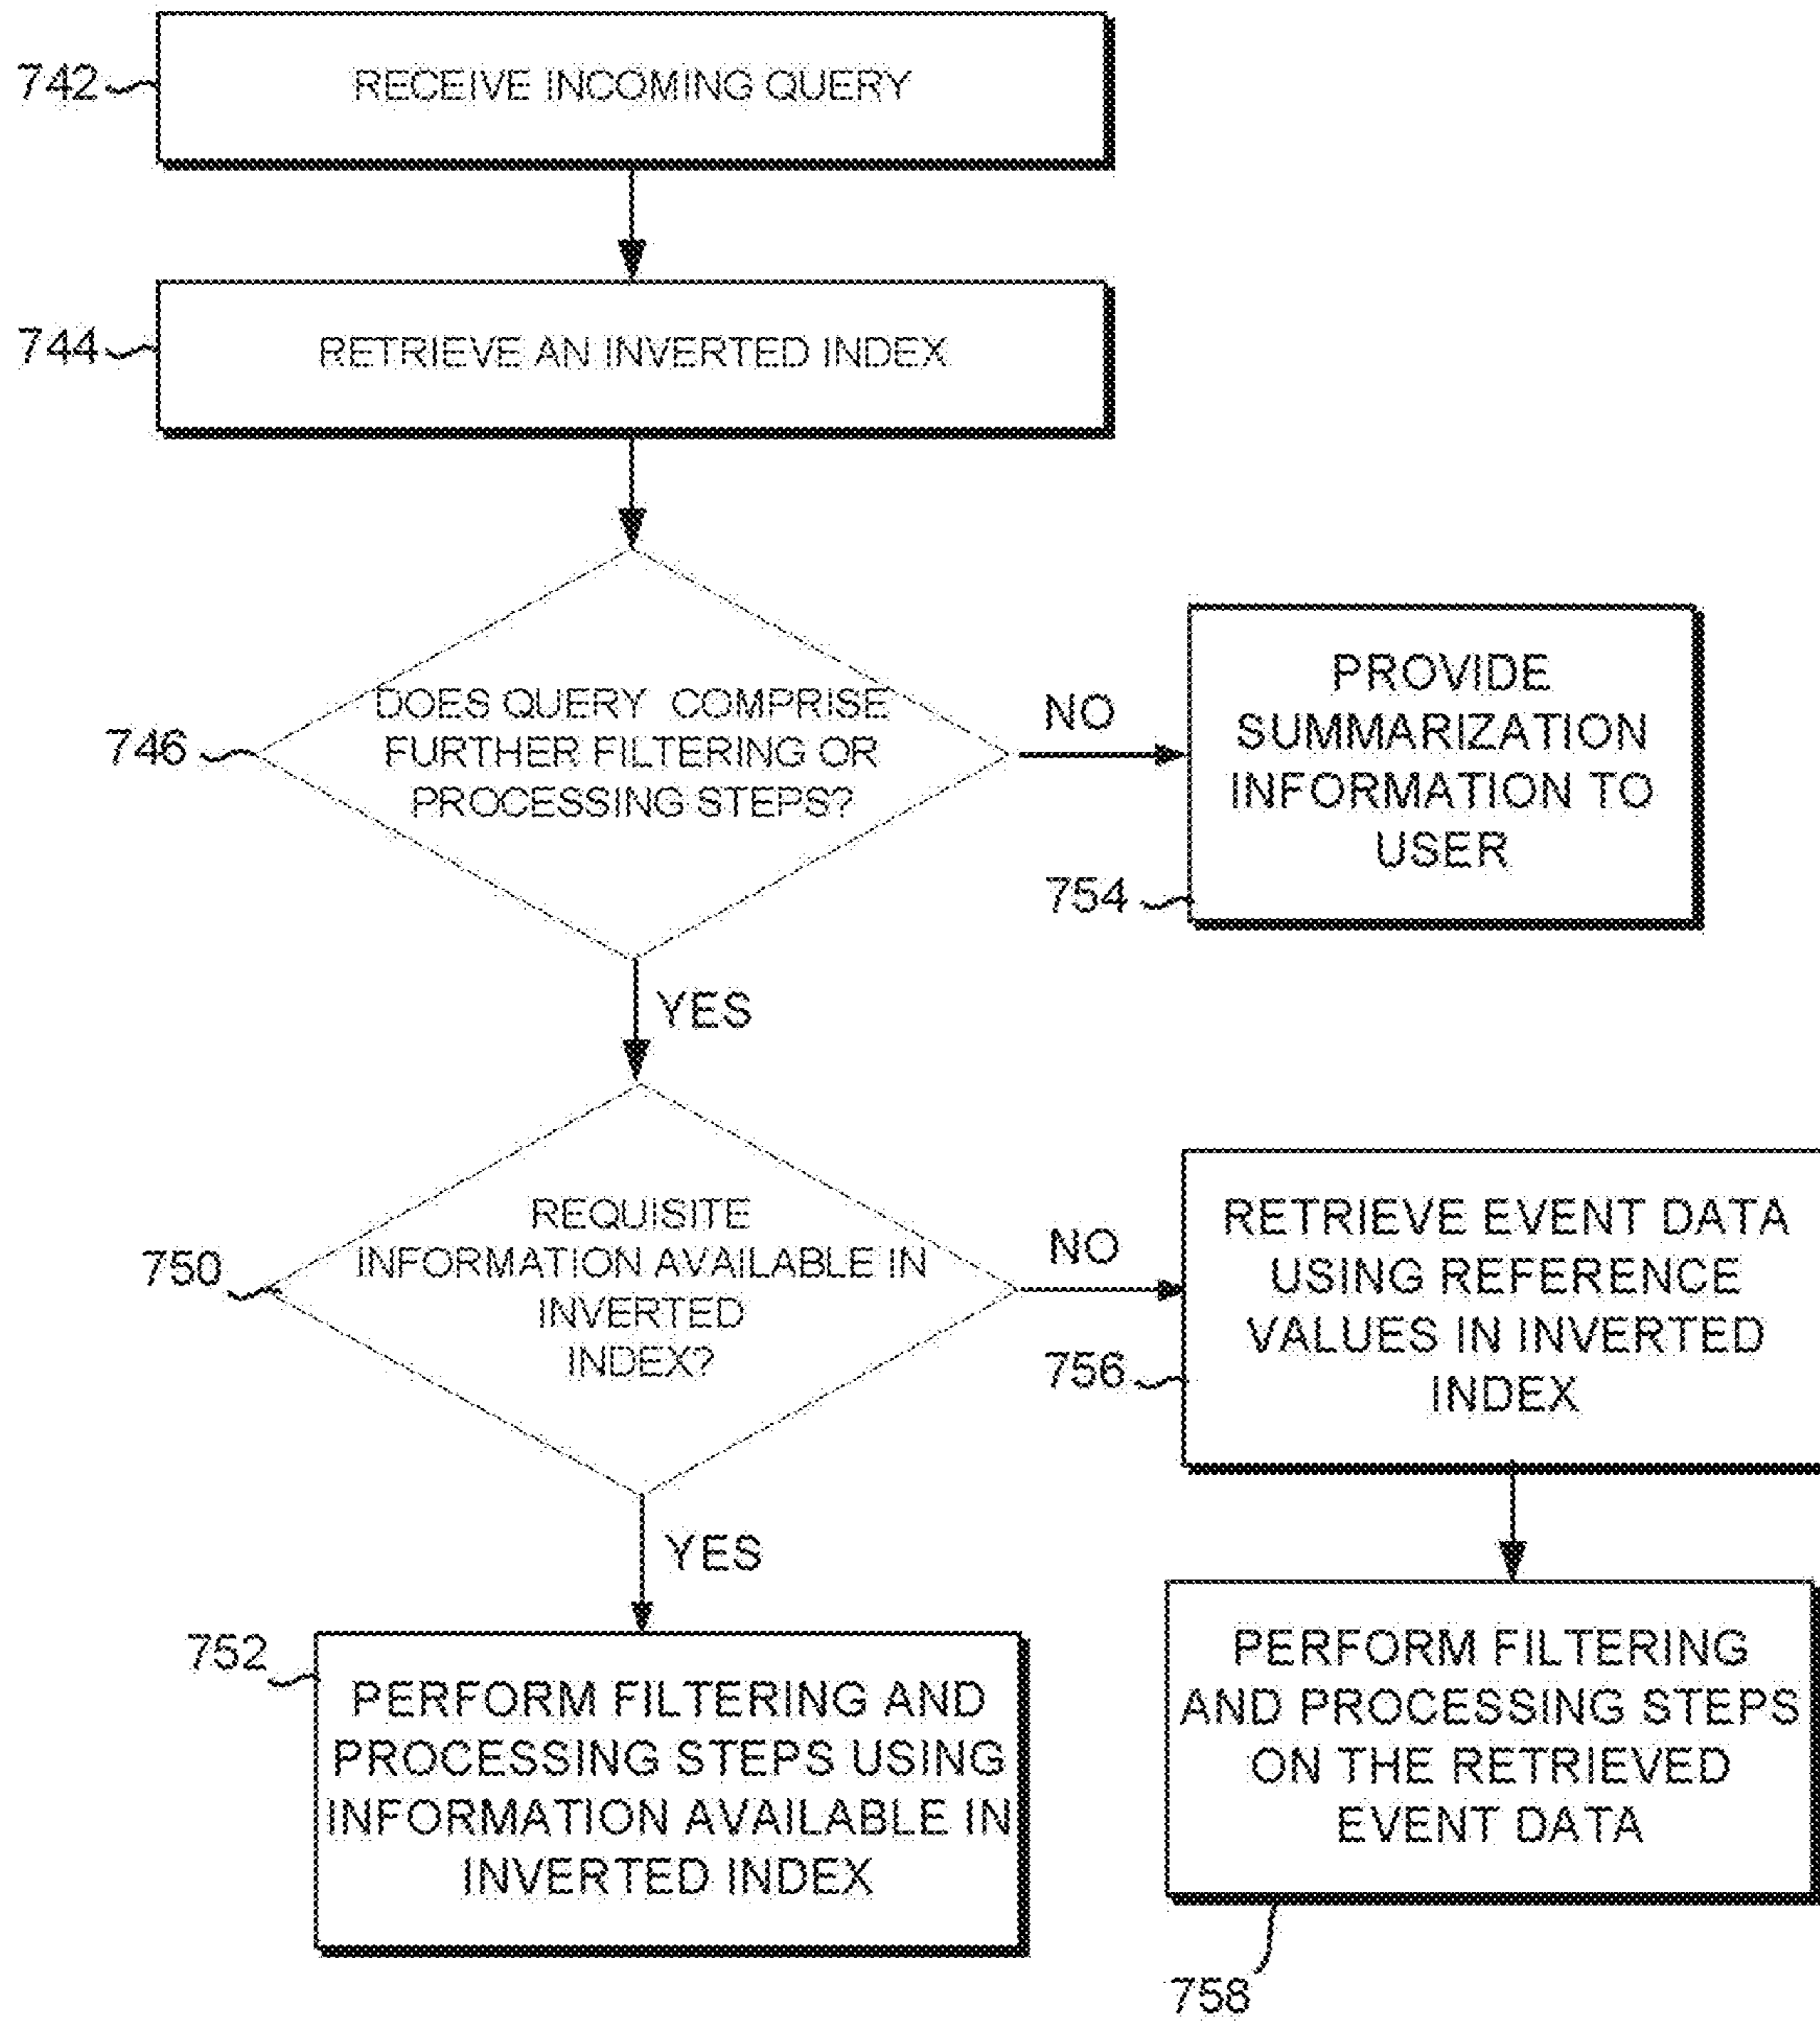 742
RECEIVE INCOMING QUERY
744
RETRIEVE AN INVERTED INDEX
746
DOES QUERY COMPRISE
FURTHER FILTERING OR
PROCESSING STEPS?
NO
PROVIDE
SUMMARIZATION
INFORMATION TO
USER
754
YES
750
REQUISITE
INFORMATION AVAILABLE IN
INVERTED
INDEX?
NO
RETRIEVE EVENT DATA
USING REFERENCE
VALUES IN INVERTED
INDEX
756
YES
752
PERFORM FILTERING AND
PROCESSING STEPS USING
INFORMATION AVAILABLE IN
INVERTED INDEX
PERFORM FILTERING
AND PROCESSING STEPS
ON THE RETRIEVED
EVENT DATA
758